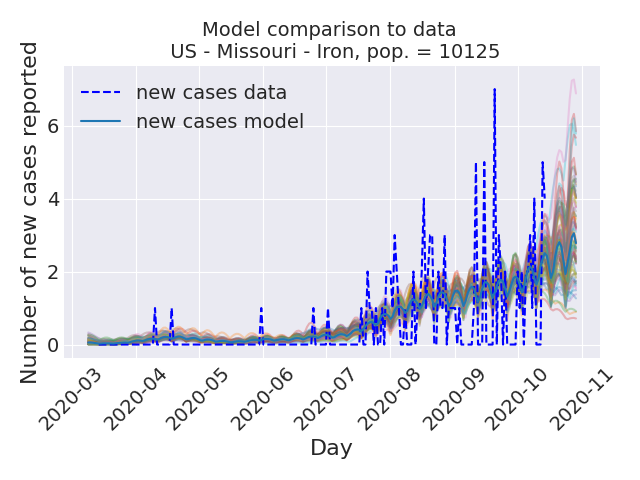 Model comparison to data
US - Missouri - Iron, pop. = 10125
Number of new cases reported
new cases data
new cases model
6
4
2
0
2020-03
2020-04
2020-05
2020-06
2020-07
2020-08
2020-09
2020-10
2020-11
Day